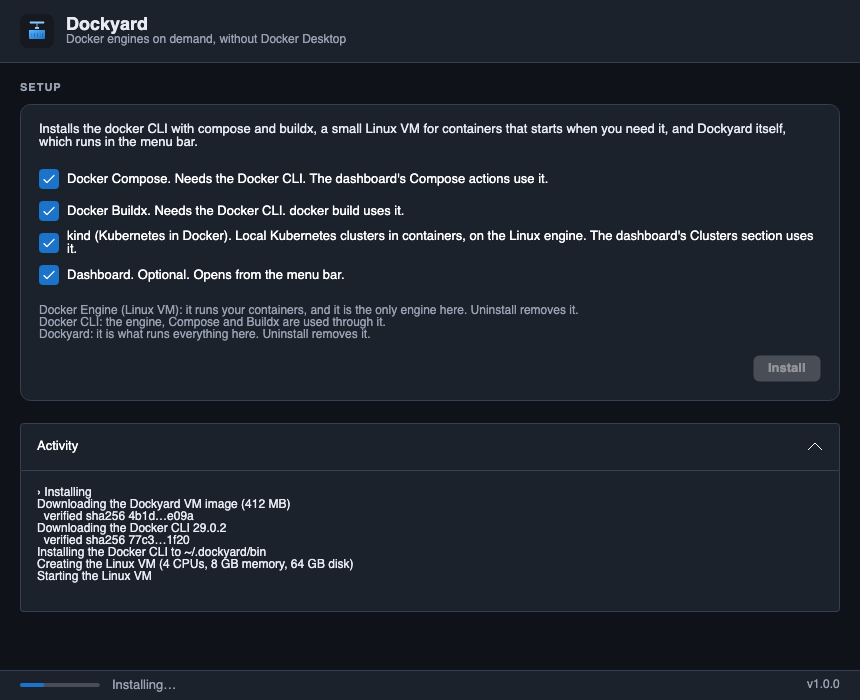 Dockyard
Docker engines on demand, without Docker Desktop
SETUP
Installs the docker CLI with compose and buildx, a small Linux VM for containers that starts when you need it, and Dockyard itself,
which runs in the menu bar.
Docker Compose. Needs the Docker CLI. The dashboard's Compose actions use it.
Docker Buildx. Needs the Docker CLI. docker build uses it.
kind (Kubernetes in Docker). Local Kubernetes clusters in containers, on the Linux engine. The dashboard's Clusters section uses
it.
Dashboard. Optional. Opens from the menu bar.
Docker Engine (Linux VM): it runs your containers, and it is the only engine here. Uninstall removes it.
Docker CLI: the engine, Compose and Buildx are used through it.
Dockyard: it is what runs everything here. Uninstall removes it.
Install
Activity
› Installing
Downloading the Dockyard VM image (412 MB)
verified sha256 4b1d…e09a
Downloading the Docker CLI 29.0.2
verified sha256 77c3…1f20
Installing the Docker CLI to ~/.dockyard/bin
Creating the Linux VM (4 CPUs, 8 GB memory, 64 GB disk)
Starting the Linux VM
Installing…
v1.0.0